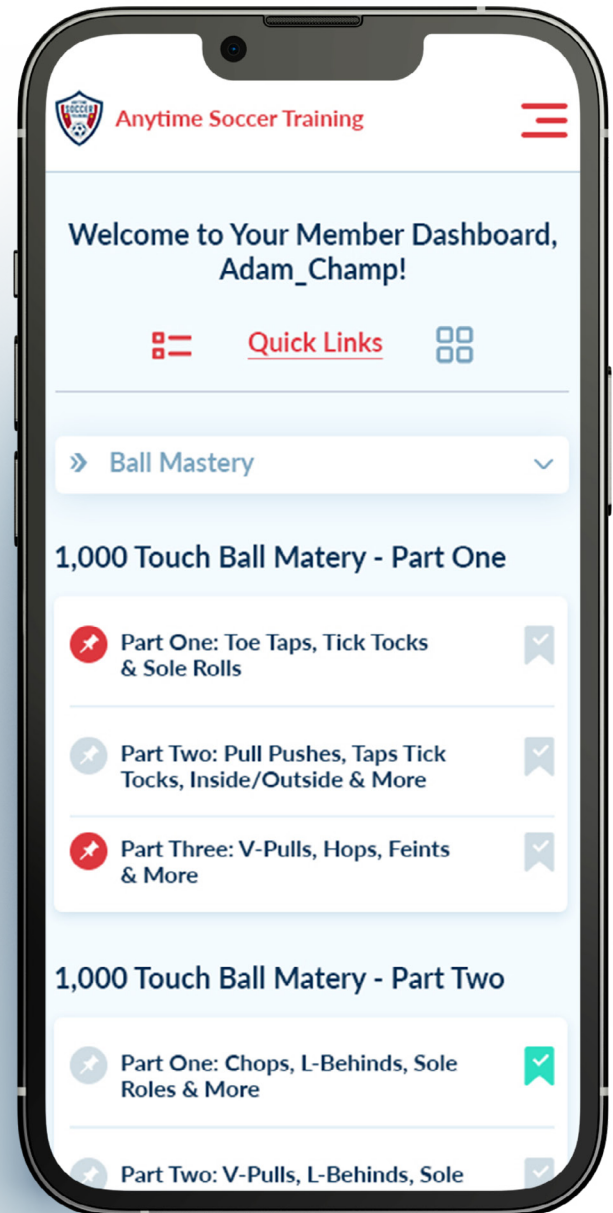 ANYTIME
SOCCER
TRAINING
Anytime Soccer Training
Welcome to Your Member Dashboard,
Adam_Champ!
Quick Links
Ball Mastery
1,000 Touch Ball Matery - Part One
Part One: Toe Taps, Tick Tocks
& Sole Rolls
Part Two: Pull Pushes, Taps Tick
Tocks, Inside/Outside & More
Part Three: V-Pulls, Hops, Feints
& More
1,000 Touch Ball Matery - Part Two
Part One: Chops, L-Behinds, Sole
Roles & More
Part Two: V-Pulls, L-Behinds, Sole